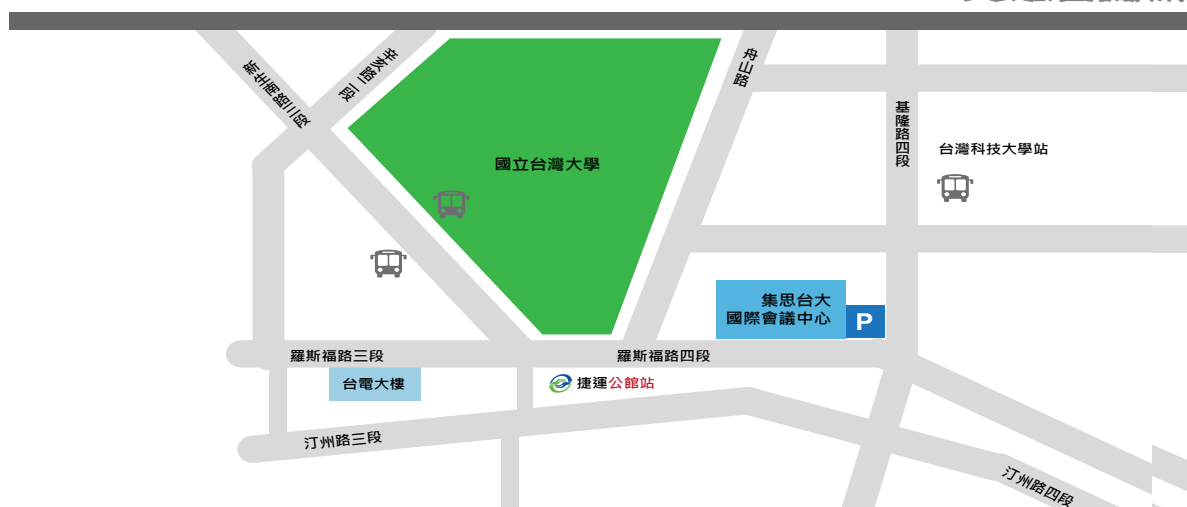 新生南路三段
辛亥路一段
舟山路
基隆路四段
國立台灣大學
台灣科技大學站
集思台大
國際會議中心
P
羅斯福路三段
羅斯福路四段
台電大樓
捷運公館站
汀州路三段
汀州路四段